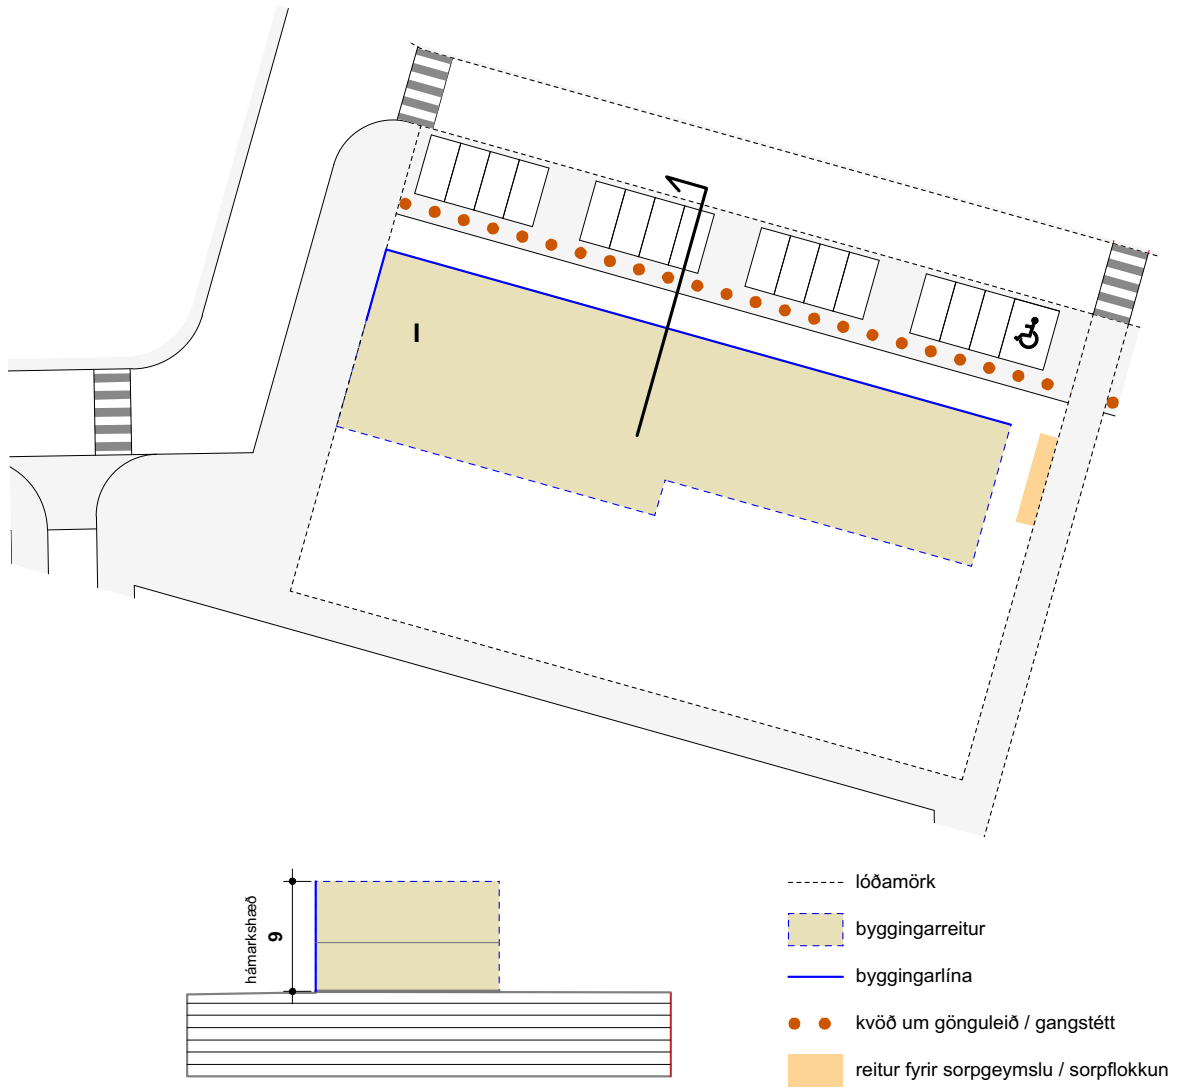 I
hámarkshæð
9
lóðamörk
byggingarreitur
byggingarlína
kvöð um gönguleið / gangstétt
reitur fyrir sorpgeymslu / sorpflokkun